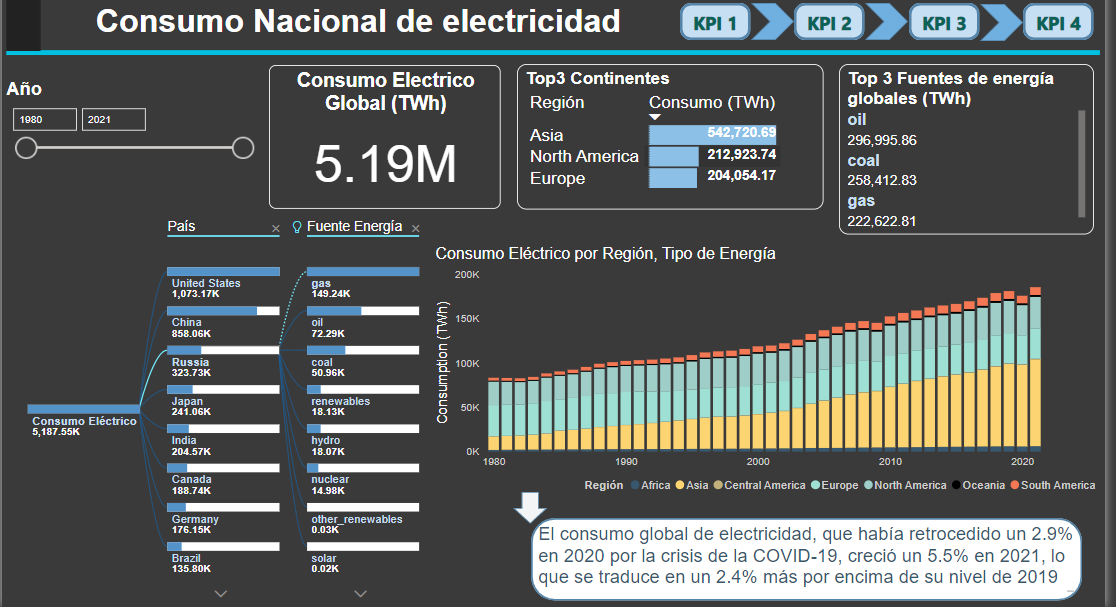 Consumo Nacional de electricidad
KPI 1
KPI 2
KPI 3
KPI 4
Año
1980
2021
Consumo Electrico
Global (TWh)
5.19M
Top3 Continentes
Región Consumo (TWh)
Asia 542,720.69
North America 212,923.74
Europe 204,054.17
Top 3 Fuentes de energía
globales (TWh)
oil
296,995.86
coal
258,412.83
gas
222,622.81
Consumo Eléctrico
5,187.55K
País
United States
1,073.17K
China
858.06K
Russia
323.73K
Japan
241.06K
India
204.57K
Canada
188.74K
Germany
176.15K
Brazil
135.80K
Fuente Energía
gas
149.24K
oil
72.29K
coal
50.96K
renewables
18.13K
hydro
18.07K
nuclear
14.98K
other_renewables
0.03K
solar
0.02K
Consumo Eléctrico por Región, Tipo de Energía
Consumption (TWh)
200K
150K
100K
50K
0K
1980 1990 2000 2010 2020
Región Africa Asia Central America Europe North America Oceania South America
El consumo global de electricidad, que había retrocedido un 2.9%
en 2020 por la crisis de la COVID-19, creció un 5.5% en 2021, lo
que se traduce en un 2.4% más por encima de su nivel de 2019